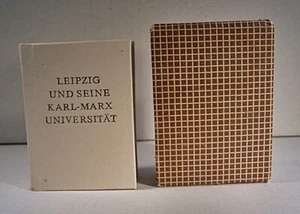 LEIPZIG
UND SEINE
KARL-MARX
UNIVERSITÄT